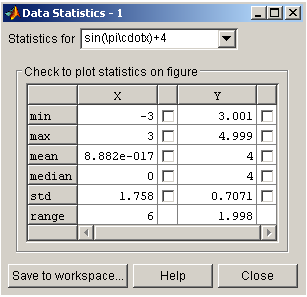 Data Statistics - 1
Statistics for sin(\pi\cdotx)+4
Check to plot statistics on figure
X Y
min -3 3.001
max 3 4.999
mean 8.882e-017 4
median 0 4
std 1.758 0.7071
range 6 1.998
Save to workspace... Help Close